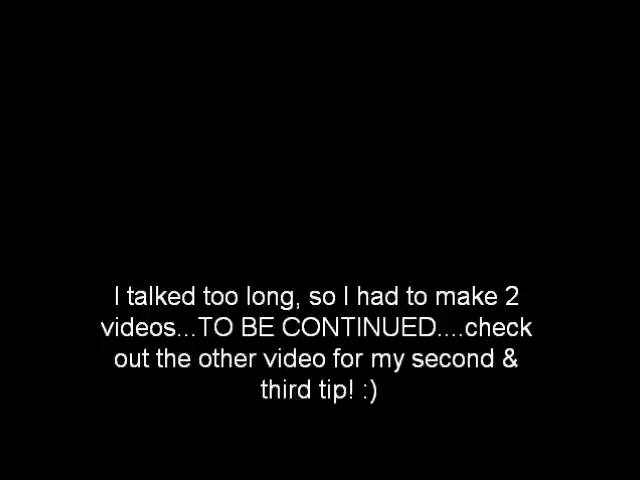 I talked too long, so I had to make 2
videos...TO BE CONTINUED....check
out the other video for my second &
third tip! :)